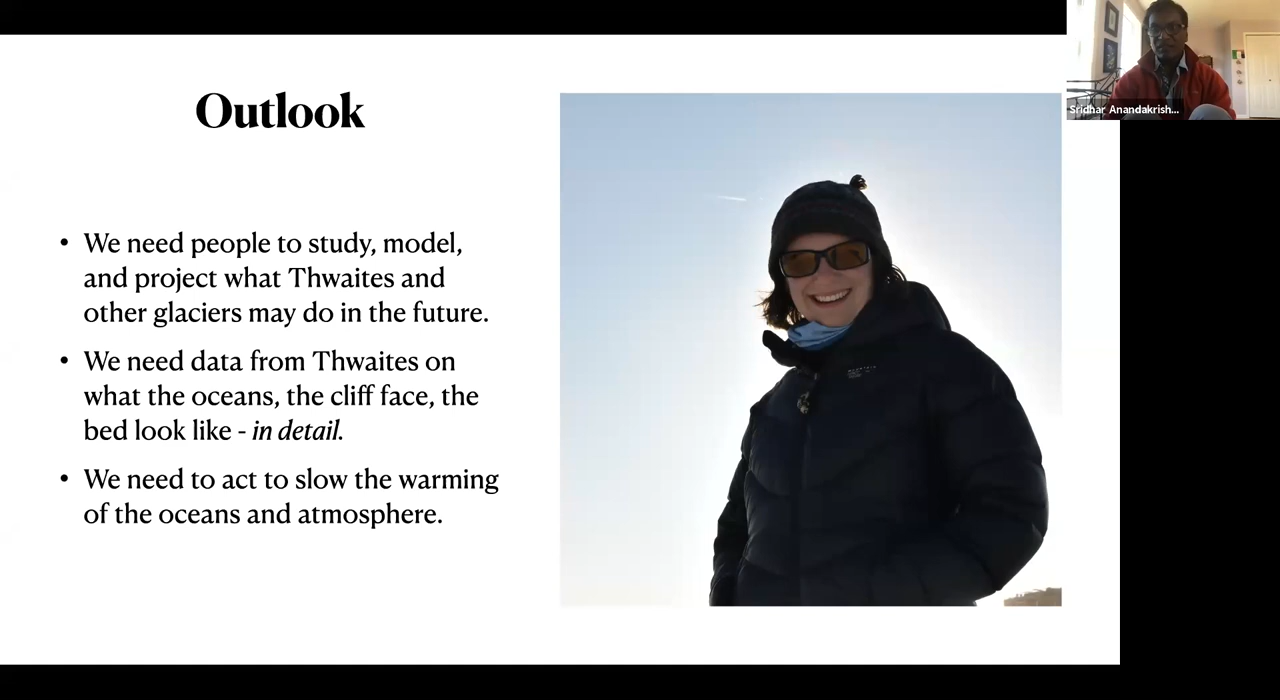 Sridhar Anandakrish...
Outlook
• We need people to study, model,
and project what Thwaites and
other glaciers may do in the future.
• We need data from Thwaites on
what the oceans, the cliff face, the
bed look like - in detail.
• We need to act to slow the warming
of the oceans and atmosphere.